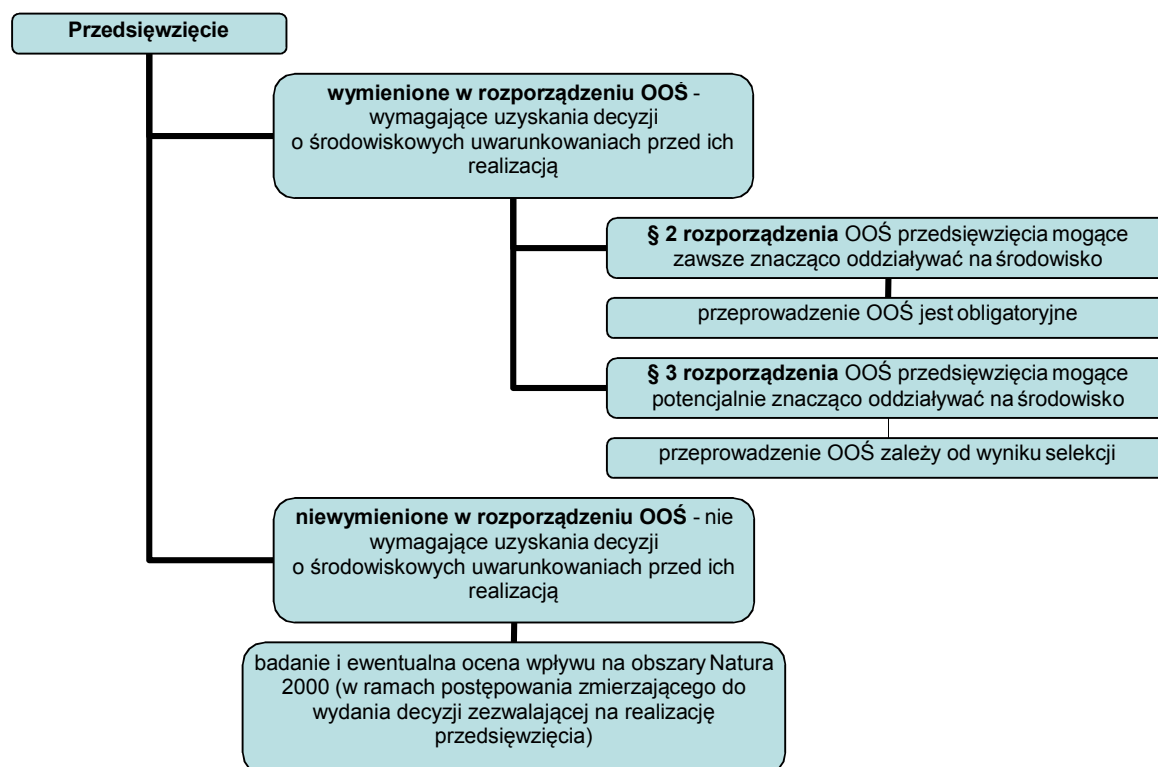 Przedsięwzięcie
wymienione w rozporządzeniu OOŚ -
wymagające uzyskania decyzji
o środowiskowych uwarunkowaniach przed ich
realizacją
§ 2 rozporządzenia OOŚ przedsięwzięcia mogące
zawsze znacząco oddziaływać na środowisko
przeprowadzenie OOŚ jest obligatoryjne
§ 3 rozporządzenia OOŚ przedsięwzięcia mogące
potencjalnie znacząco oddziaływać na środowisko
przeprowadzenie OOŚ zależy od wyniku selekcji
niewymienione w rozporządzeniu OOŚ - nie
wymagające uzyskania decyzji
o środowiskowych uwarunkowaniach przed ich
realizacją
badanie i ewentualna ocena wpływu na obszary Natura
2000 (w ramach postępowania zmierzającego do
wydania decyzji zezwalającej na realizację
przedsięwzięcia)